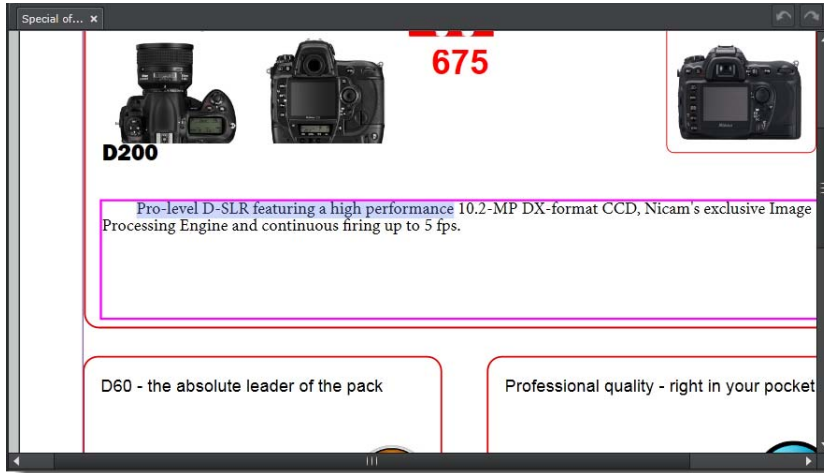 Special of...
675
D200
Pro-level D-SLR featuring a high performance 10.2-MP DX-format CCD, Nicam's exclusive Image
Processing Engine and continuous firing up to 5 fps.
D60 - the absolute leader of the pack
Professional quality - right in your pocket